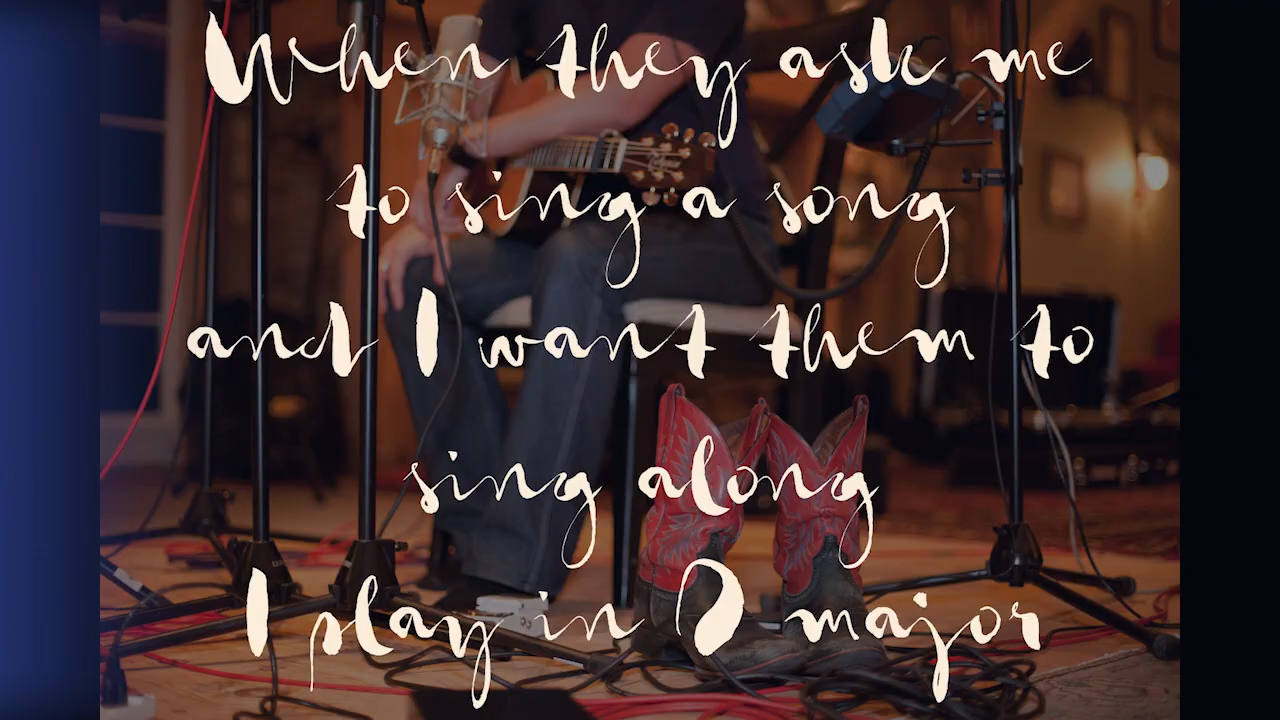 When they ask me
to sing a song
and I want them to
sing along
I play in D major